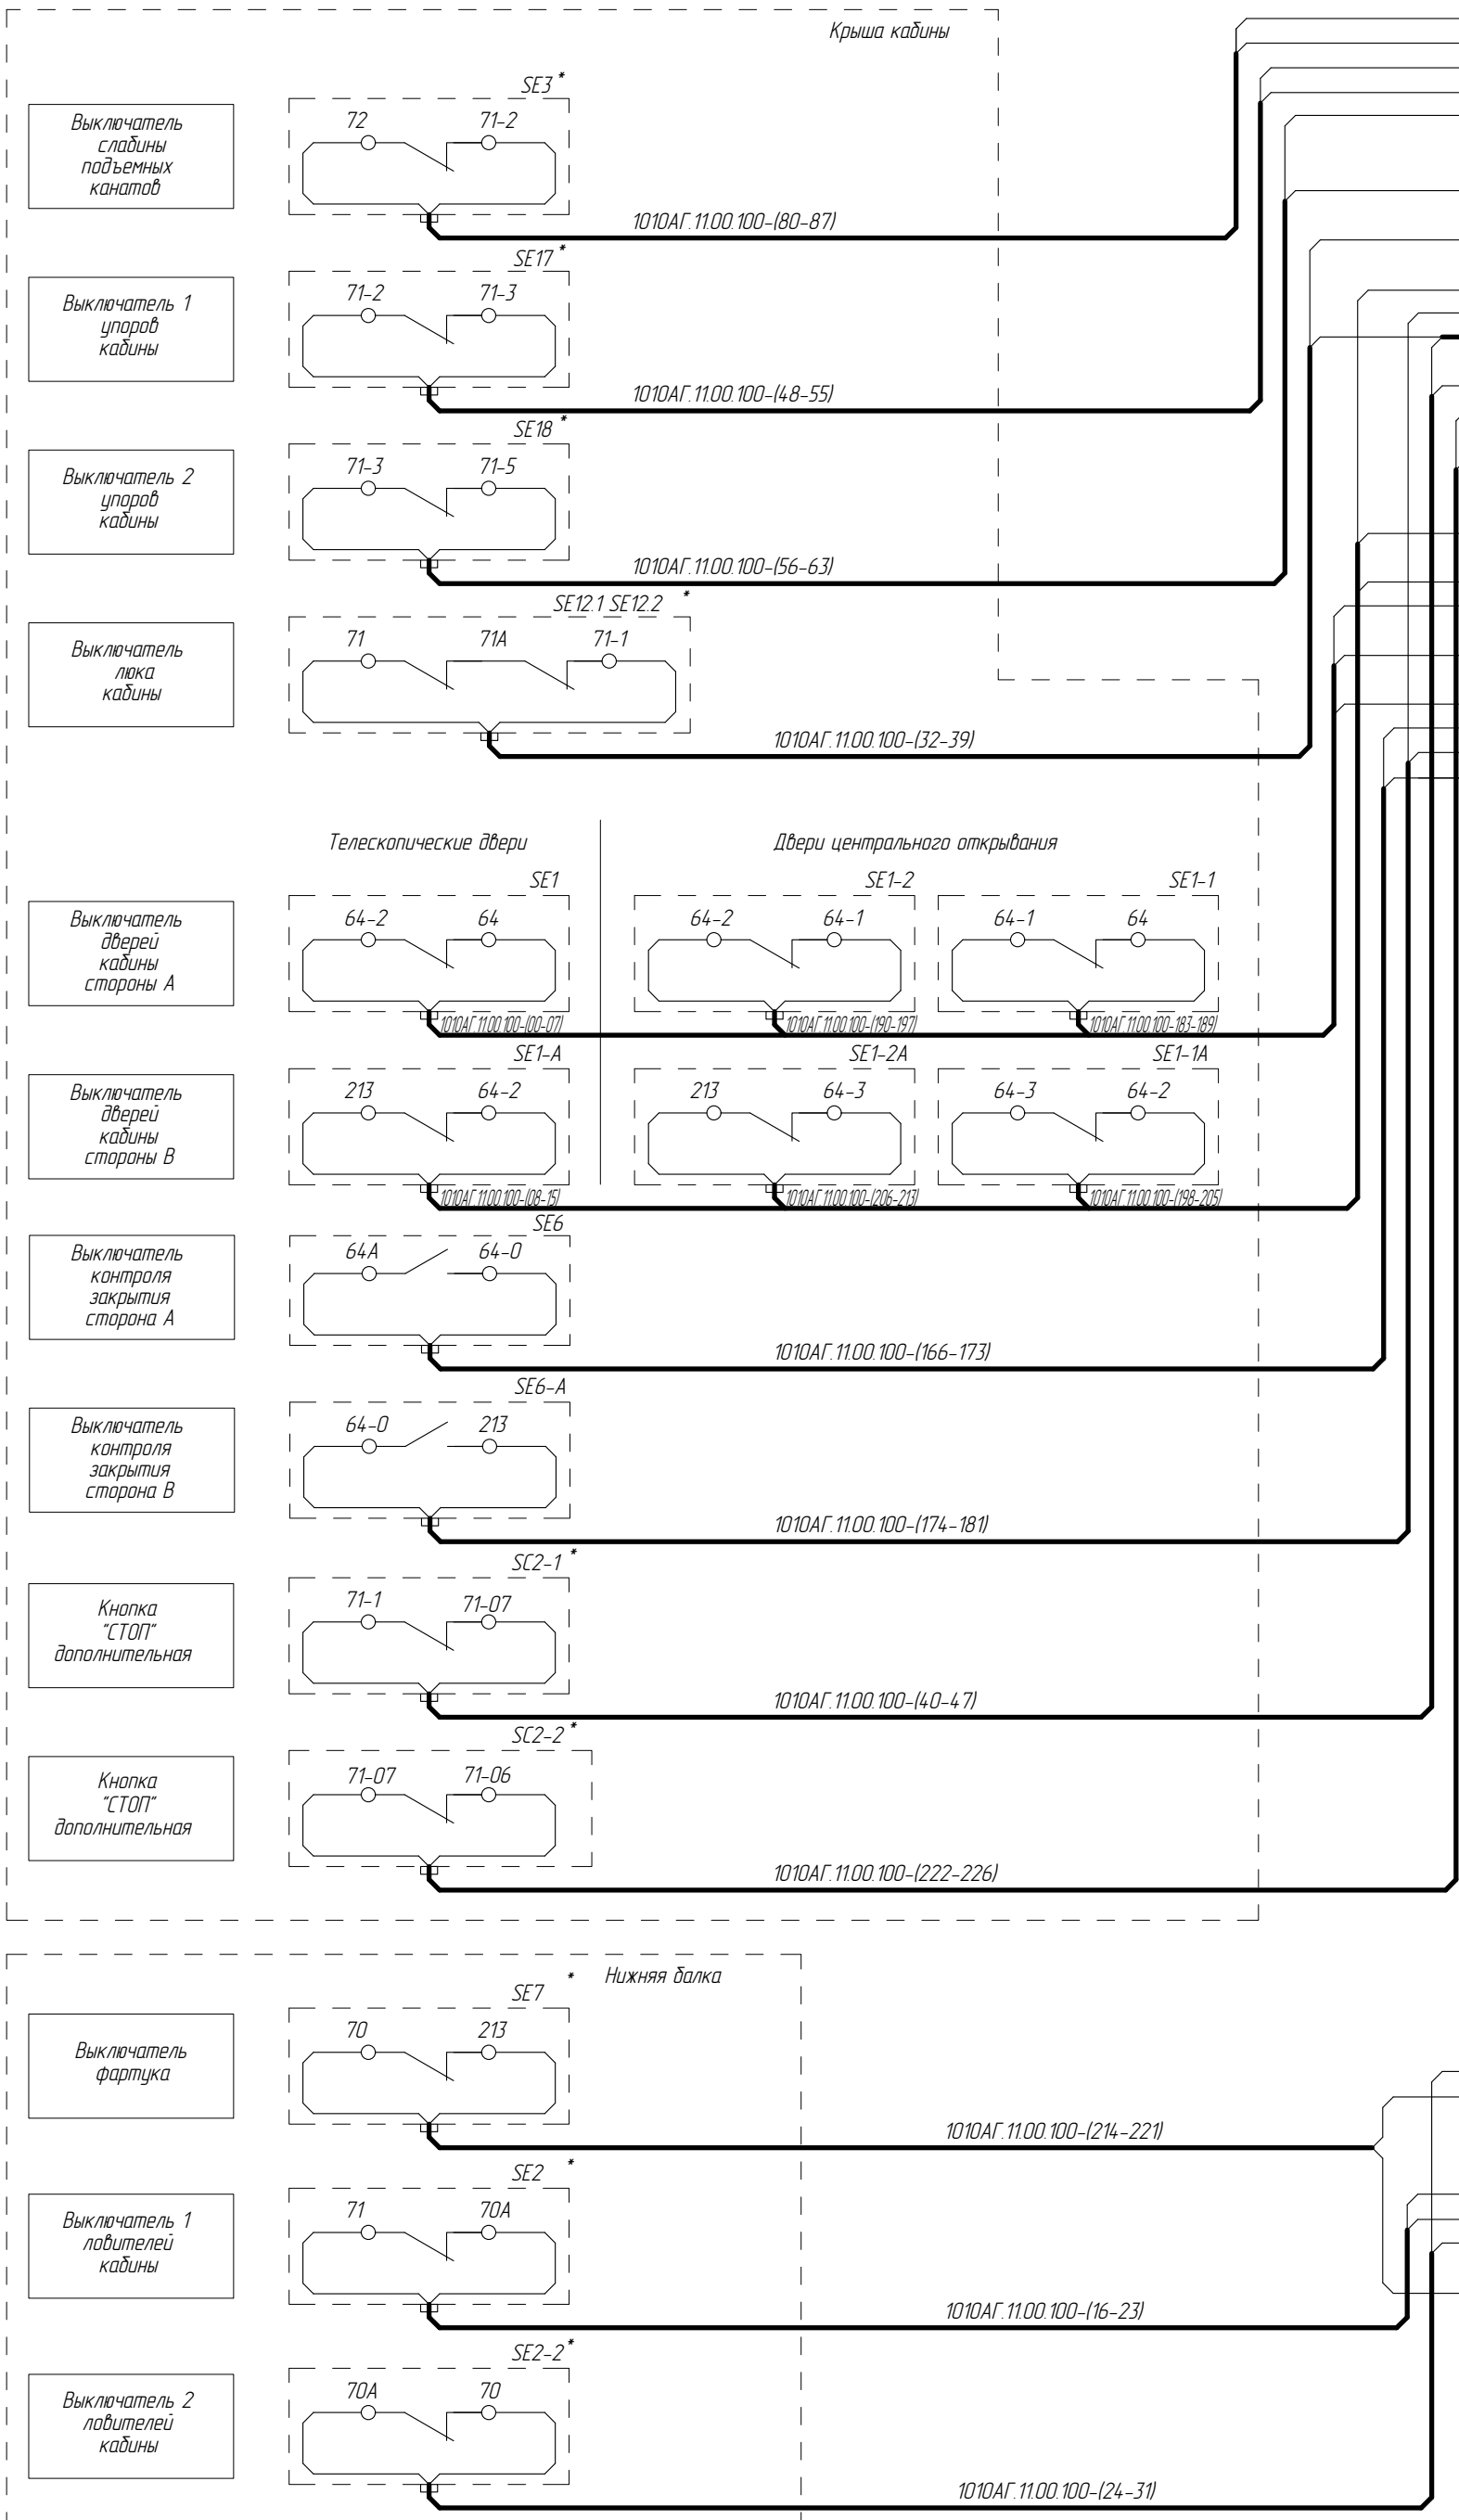 Крыша кабины
SE3 *
Выключатель
слабины
подъемных
канатов
72
71-2
1010АГ.11.00.100-(80-87)
SE17 *
Выключатель 1
упоров
кабины
71-2
71-3
1010АГ.11.00.100-(48-55)
SE18 *
Выключатель 2
упоров
кабины
71-3
71-5
1010АГ.11.00.100-(56-63)
SE12.1 SE12.2 *
Выключатель
люка
кабины
71
71А
71-1
1010АГ.11.00.100-(32-39)
Телескопические двери
Двери центрального открывания
SE1
SE1-2
SE1-1
Выключатель
дверей
кабины
стороны А
64-2
64
64-2
64-1
64-1
64
1010АГ.11.00.100-(00-07)
1010АГ.11.00.100-(190-197)
1010АГ.11.00.100-183-189)
SE1-A
SE1-2A
SE1-1A
Выключатель
дверей
кабины
стороны В
213
64-2
213
64-3
64-3
64-2
1010АГ.11.00.100-(08-15)
1010АГ.11.00.100-(206-213)
1010АГ.11.00.100-(198-205)
SE6
Выключатель
контроля
закрытия
сторона А
64А
64-0
1010АГ.11.00.100-(166-173)
SE6-A
Выключатель
контроля
закрытия
сторона В
64-0
213
1010АГ.11.00.100-(174-181)
SC2-1 *
Кнопка
"СТОП"
дополнительная
71-1
71-07
1010АГ.11.00.100-(40-47)
SC2-2 *
Кнопка
"СТОП"
дополнительная
71-07
71-06
1010АГ.11.00.100-(222-226)
Нижняя балка
SE7 *
Выключатель
фартука
70
213
1010АГ.11.00.100-(214-221)
SE2 *
Выключатель 1
ловителей
кабины
71
70А
1010АГ.11.00.100-(16-23)
SE2-2 *
Выключатель 2
ловителей
кабины
70А
70
1010АГ.11.00.100-(24-31)